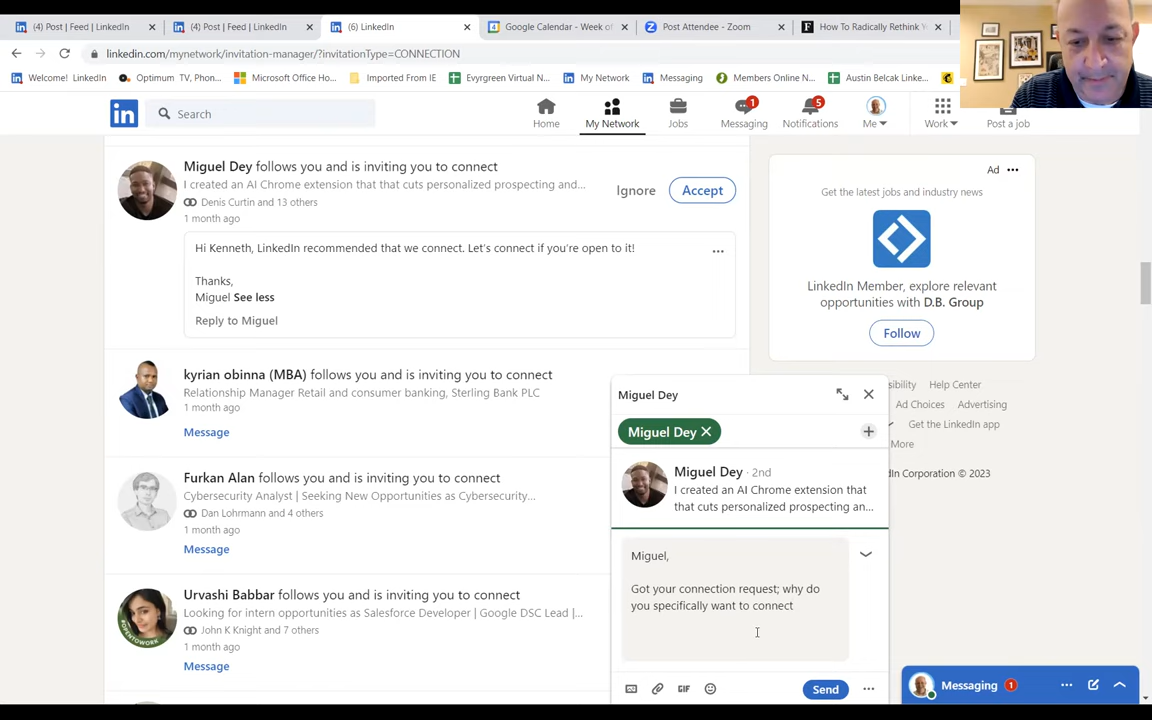 (4) Post | Feed | LinkedIn
(4) Post | Feed | LinkedIn
(6) LinkedIn
Google Calendar - Week of
Post Attendee - Zoom
How To Radically Rethink Y
linkedin.com/mynetwork/invitation-manager/?invitationType=CONNECTION
Welcome! LinkedIn
Optimum TV, Phon...
Microsoft Office Ho...
Imported From IE
Evyrgreen Virtual N...
My Network
Messaging
Members Online N...
Austin Belcak Linke...
in
Search
Home
My Network
Jobs
1
Messaging
5
Notifications
Me
Work
Post a job
Miguel Dey follows you and is inviting you to connect
I created an AI Chrome extension that that cuts personalized prospecting and...
Denis Curtin and 13 others
1 month ago
Ignore
Accept
Hi Kenneth, LinkedIn recommended that we connect. Let's connect if you're open to it!
Thanks,
Miguel See less
Reply to Miguel
kyrian obinna (MBA) follows you and is inviting you to connect
Relationship Manager Retail and consumer banking, Sterling Bank PLC
1 month ago
Message
Furkan Alan follows you and is inviting you to connect
Cybersecurity Analyst | Seeking New Opportunities as Cybersecurity...
Dan Lohrmann and 4 others
1 month ago
Message
Urvashi Babbar follows you and is inviting you to connect
Looking for intern opportunities as Salesforce Developer | Google DSC Lead |...
John K Knight and 7 others
1 month ago
Message
#OPENTOWORK
Ad
Get the latest jobs and industry news
LinkedIn Member, explore relevant
opportunities with D.B. Group
Follow
sibility Help Center
Ad Choices Advertising
Get the LinkedIn app
More
In Corporation © 2023
Miguel Dey
Miguel Dey
Miguel Dey · 2nd
I created an AI Chrome extension that
that cuts personalized prospecting an...
Miguel,
Got your connection request; why do
you specifically want to connect
GIF
Send
Messaging 1